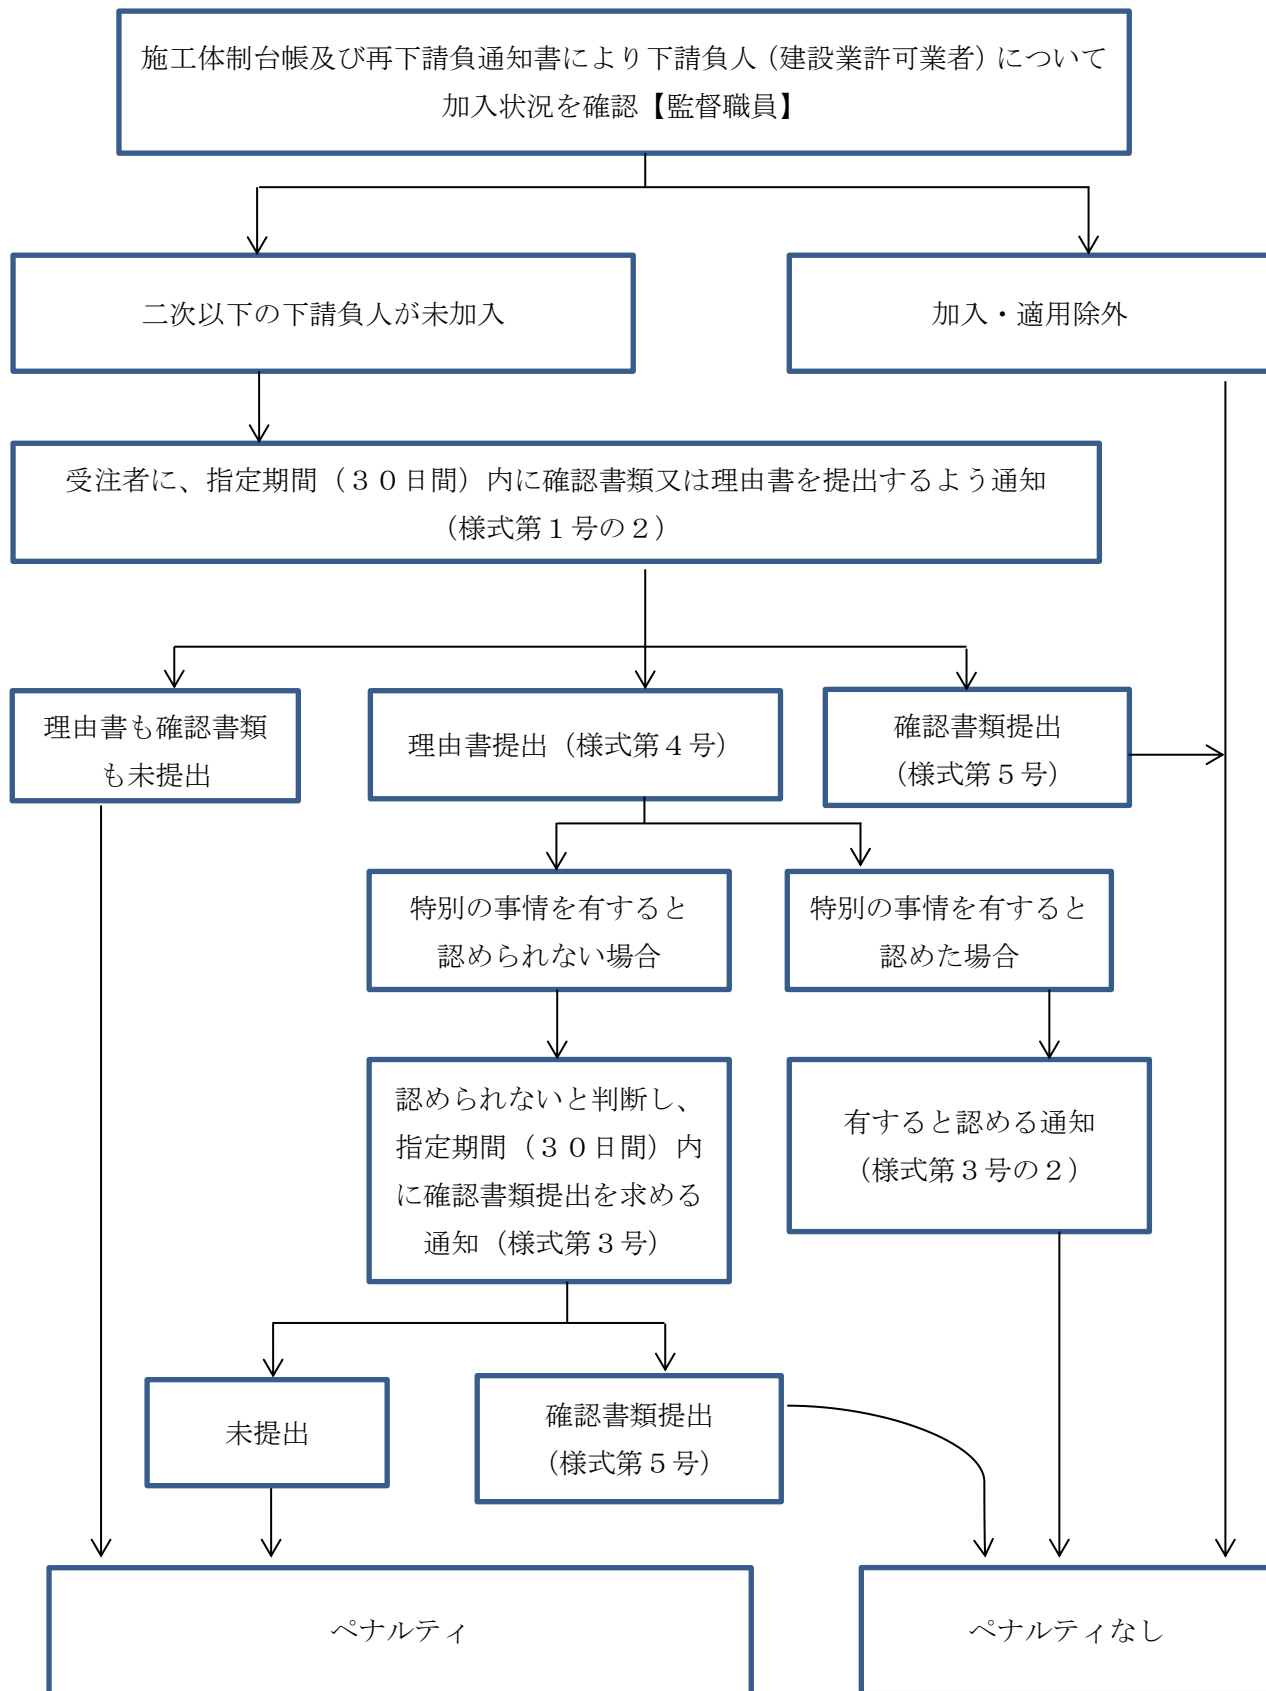 施工体制台帳及び再下請負通知書により下請負人（建設業許可業者）について
加入状況を確認【監督職員】
二次以下の下請負人が未加入
加入・適用除外
受注者に、指定期間（３０日間）内に確認書類又は理由書を提出するよう通知
（様式第１号の２）
理由書も確認書類
も未提出
理由書提出（様式第４号）
確認書類提出
（様式第５号）
特別の事情を有すると
認められない場合
特別の事情を有すると
認めた場合
認められないと判断し、
指定期間（３０日間）内
に確認書類提出を求める
通知（様式第３号）
有すると認める通知
（様式第３号の２）
未提出
確認書類提出
（様式第５号）
ペナルティ
ペナルティなし